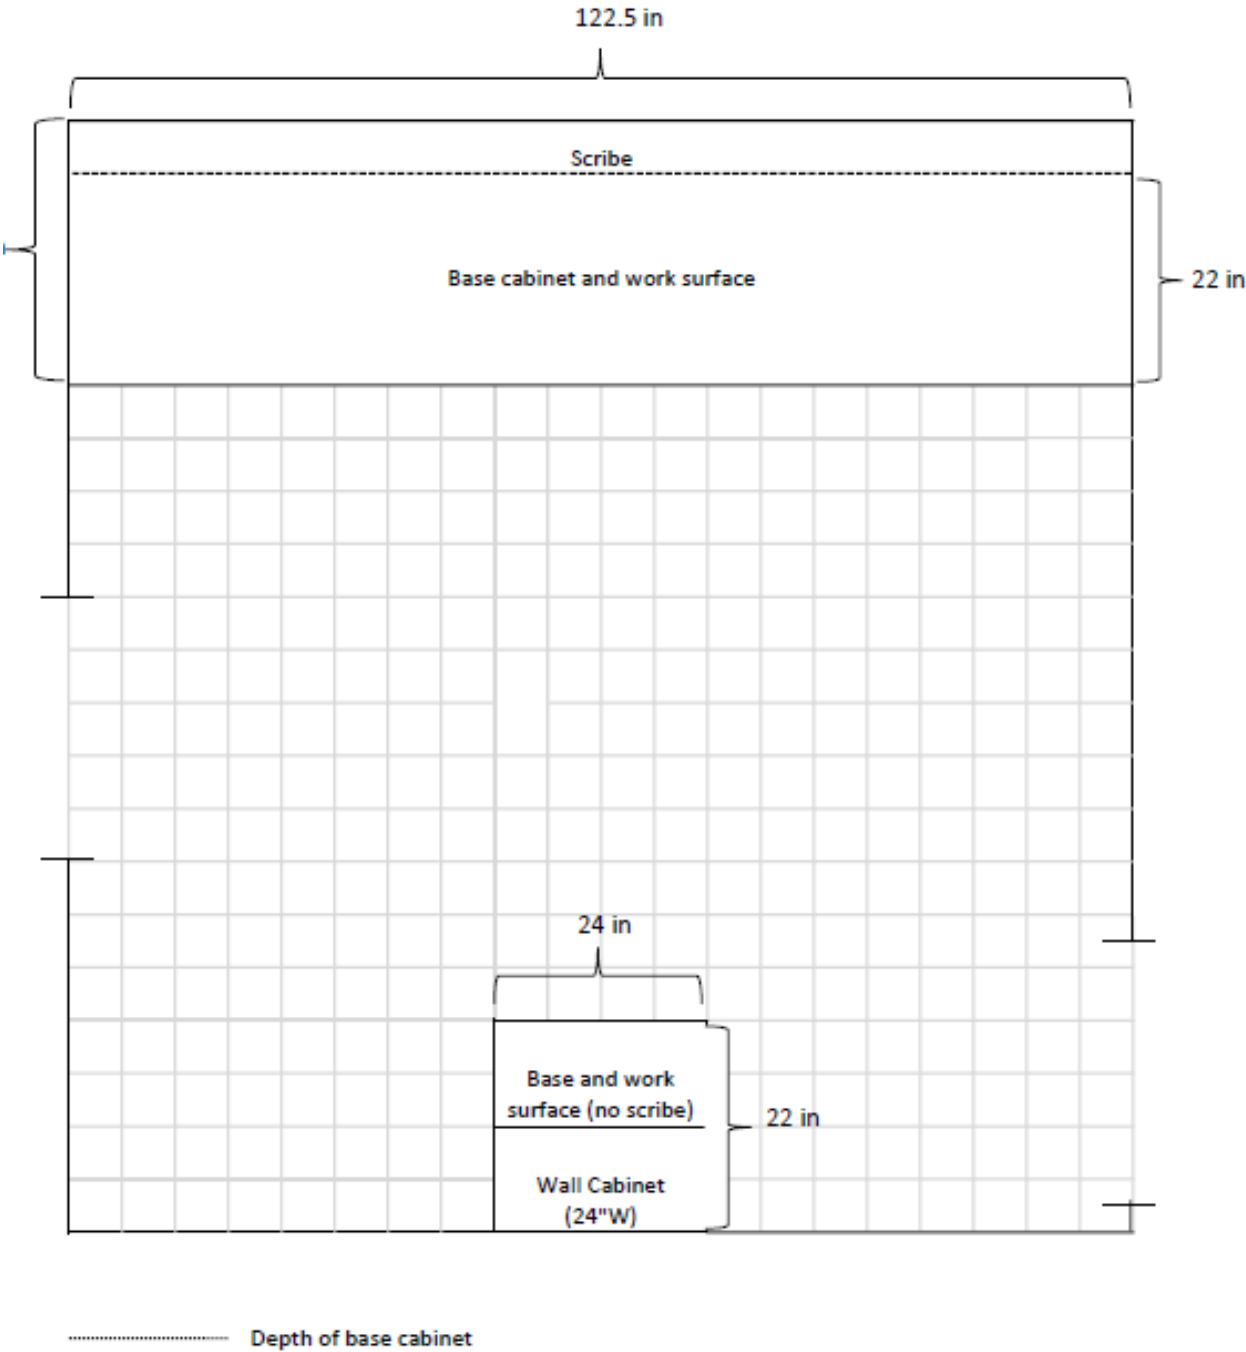 122.5 in
Scribe
Base cabinet and work surface
22 in
24 in
Base and work
surface (no scribe)
22 in
Wall Cabinet
(24"W)
Depth of base cabinet